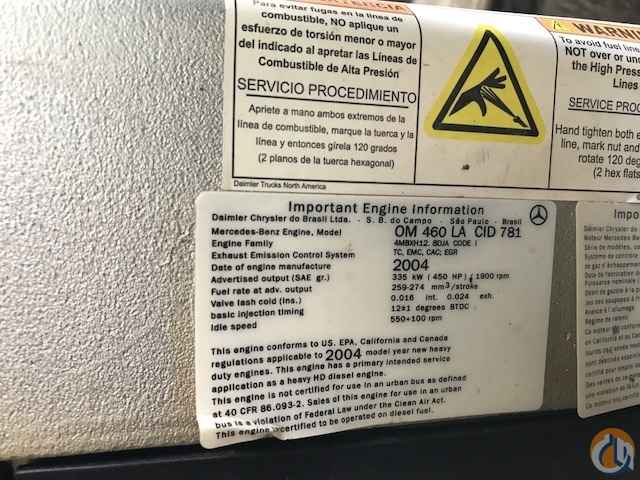 Para evitar fugas en la línea de
combustible, NO aplique un
esfuerzo de torsión menor o mayor
del indicado al apretar las Líneas de
Combustible de Alta Presión
SERVICIO PROCEDIMIENTO
Apriete a mano ambos extremos de la
línea de combustible, marque la tuerca y la
línea y entonces gírela 120 grados
(2 planos de la tuerca hexagonal)
Daimler Trucks North America
WARNING
To avoid fuel line
NOT over or und
the High Pres
Lines
SERVICE PROC
Hand tighten both e
line, mark nut and
rotate 120 deg
(2 hex flats
Important Engine Information
Daimler Chrysler do Brasil Ltda. - S. B. do Campo - São Paulo - Brasil
Mercedes-Benz Engine, Model OM 460 LA CID 781
Engine Family 4MBXH12.8DJA CODE I
Exhaust Emission Control System TC, EMC, CAC; EGR
Date of engine manufacture 2004
Advertised output (SAE gr.) 335 kW (450 HP) 1900 rpm
Fuel rate at adv. output 259-274 mm³/stroke
Valve lash cold (ins.) 0.016 int. 0.024 exh.
basic injection timing 12±1 degrees BTDC
Idle speed 550+100 rpm
This engine conforms to US. EPA, California and Canada
regulations applicable to 2004 model year new heavy
duty engines. This engine has a primary intended service
application as a heavy HD diesel engine.
This engine is not certified for use in an urban bus as defined
at 40 CFR 86.093-2. Sales of this engine for use in an urban
bus is a violation of Federal Law under the Clean Air Act.
This engine is certified to be operated on diesel fuel.
Important
Daimler Chrysler do
Moteur Mercedes Benz